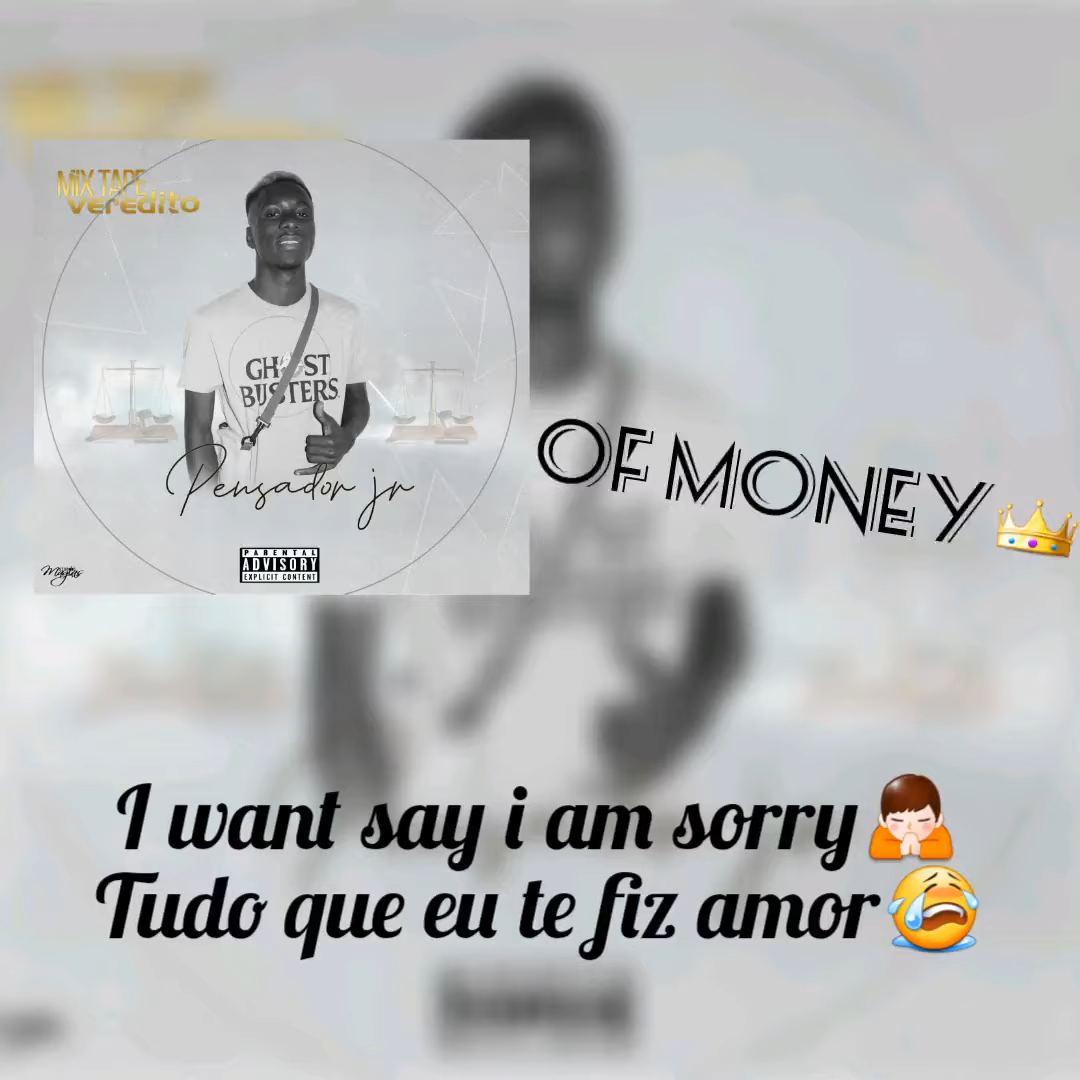 MIX TAPE
veredito
GHOST
BUSTERS
Pensador jr
PARENTAL
ADVISORY
EXPLICIT CONTENT
OF MONEY👑
I want say i am sorry🙏
Tudo que eu te fiz amor😭